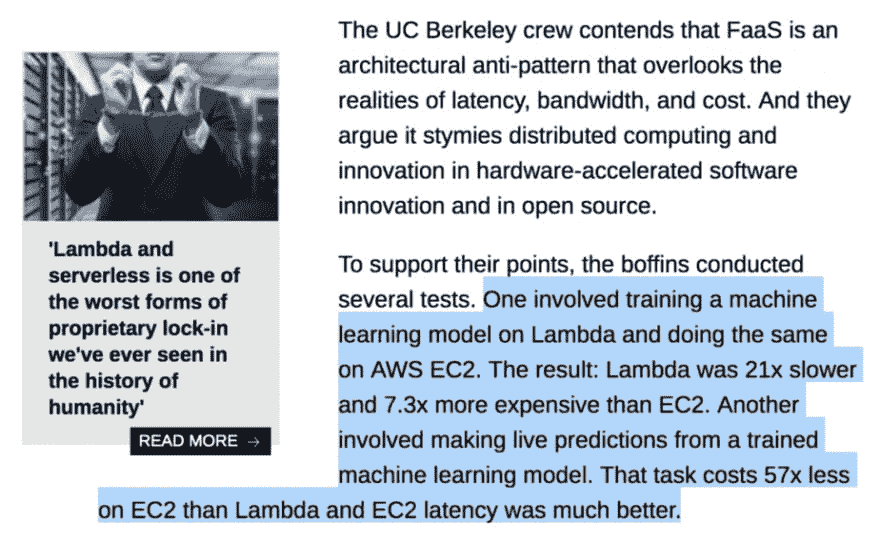 The UC Berkeley crew contends that FaaS is an
architectural anti-pattern that overlooks the
realities of latency, bandwidth, and cost. And they
argue it stymies distributed computing and
innovation in hardware-accelerated software
innovation and in open source.
'Lambda and
serverless is one of
the worst forms of
proprietary lock-in
we've ever seen in
the history of
humanity'
READ MORE →
To support their points, the boffins conducted
several tests. One involved training a machine
learning model on Lambda and doing the same
on AWS EC2. The result: Lambda was 21x slower
and 7.3x more expensive than EC2. Another
involved making live predictions from a trained
machine learning model. That task costs 57x less
on EC2 than Lambda and EC2 latency was much better.